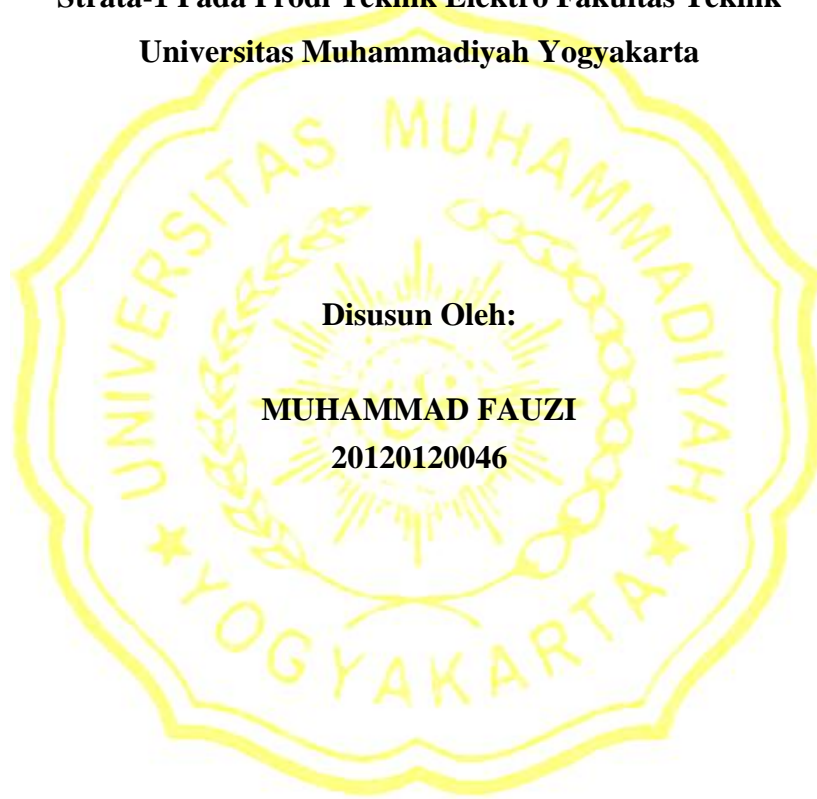 Strata-1 Pada Prodi Teknik Elektro Fakultas Teknik
Universitas Muhammadiyah Yogyakarta
UNIVERSITAS MUHAMMADIYAH
★ YOGYAKARTA ★
Disusun Oleh:
MUHAMMAD FAUZI
20120120046